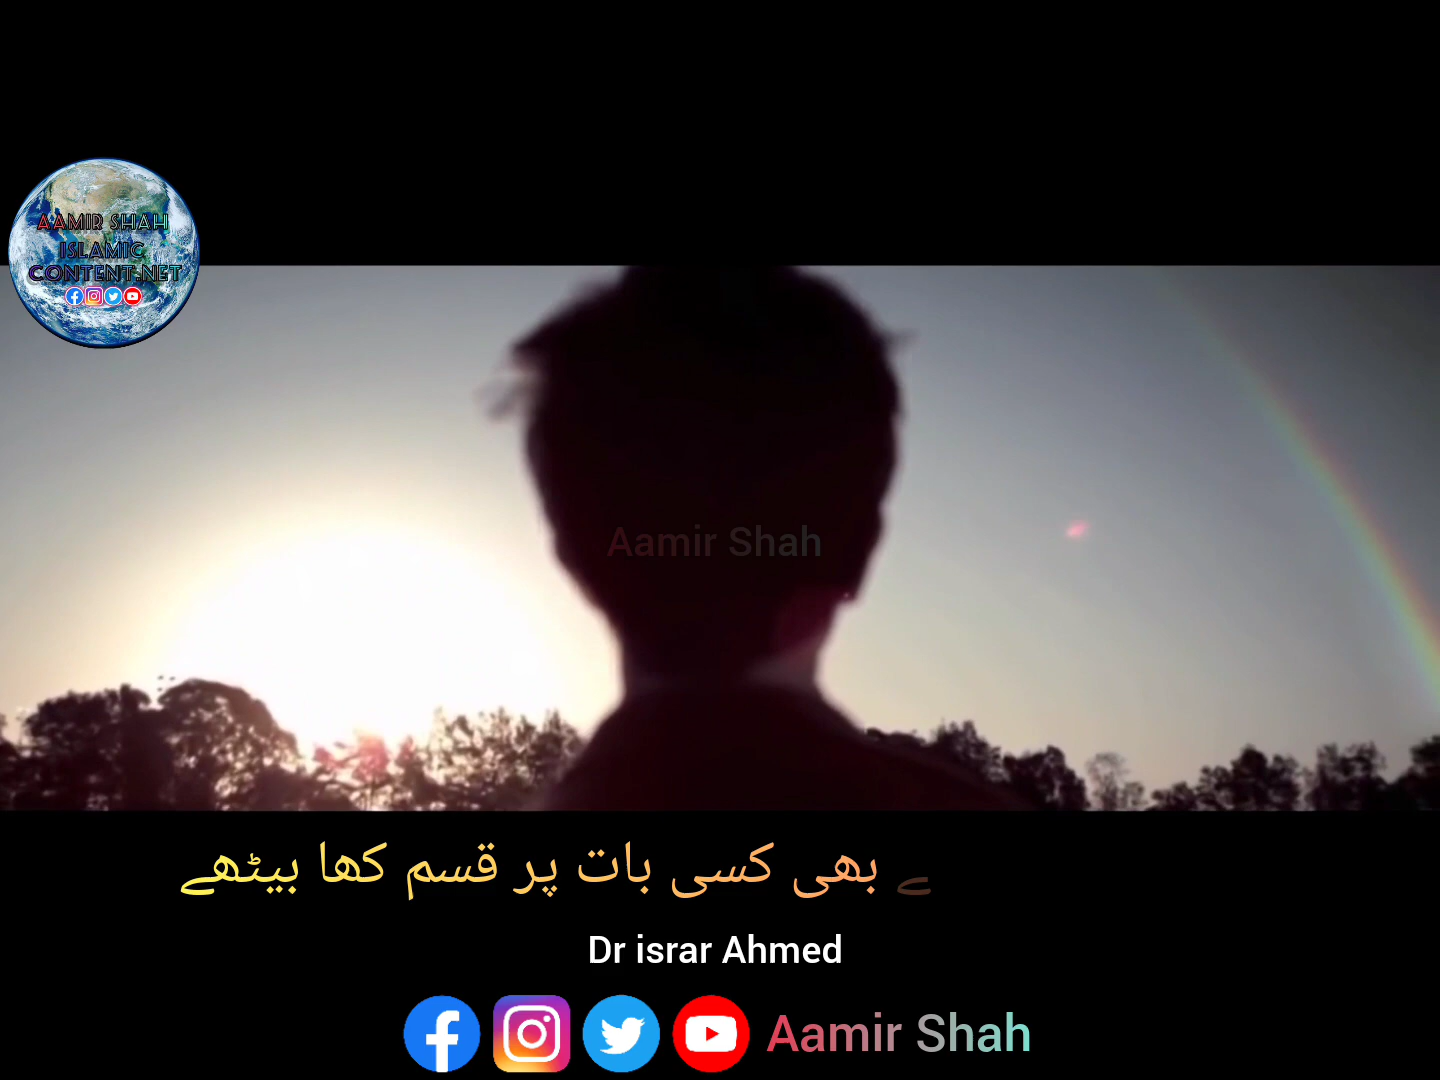 AAMIR SHAH
ISLAMIC
CONTENT.NET
Aamir Shah
ے بھی کسی بات پر قسم کھا بیٹھے
Dr israr Ahmed
Aamir Shah